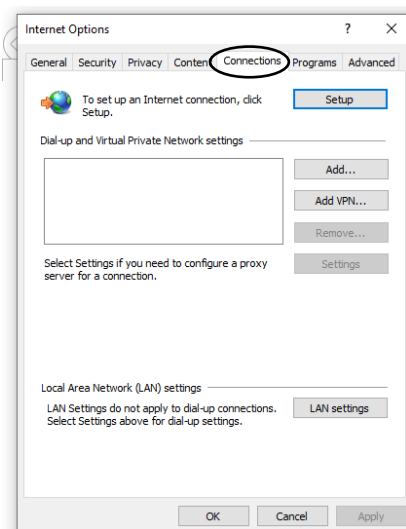 Internet Options
? X
General Security Privacy Content Connections Programs Advanced
To set up an Internet connection, click Setup
Setup.
Dial-up and Virtual Private Network settings
Add...
Add VPN...
Remove...
Select Settings if you need to configure a proxy Settings
server for a connection.
Local Area Network (LAN) settings
LAN Settings do not apply to dial-up connections. LAN settings
Select Settings above for dial-up settings.
OK Cancel Apply